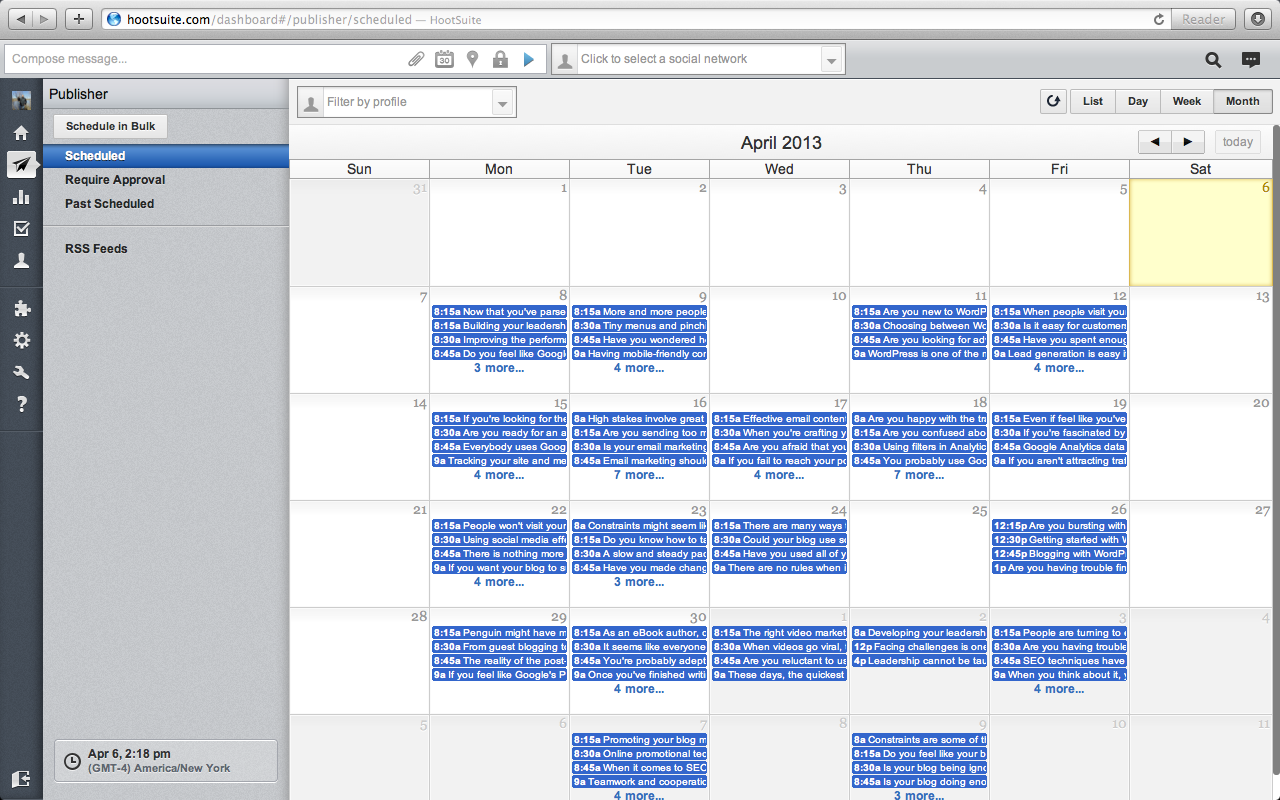 hootsuite.com/dashboard#/publisher/scheduled — HootSuite
Reader
Compose message...
30
Click to select a social network
Publisher
Schedule in Bulk
Scheduled
Require Approval
Past Scheduled
RSS Feeds
Apr 6, 2:18 pm
(GMT-4) America/New York
Filter by profile
List Day Week Month
April 2013
today
Sun Mon Tue Wed Thu Fri Sat
31 1 2 3 4 5 6
7
8
8:15a Now that you've parse
8:15a Building your leadersh
8:30a Improving the performa
8:45a Do you feel like Googl
3 more...
9
8:15a More and more people
8:30a Tiny menus and pinchi
8:45a Have you wondered h
9a Having mobile-friendly cor
4 more...
10
11
8:15a Are you new to WordP
8:30a Choosing between Wo
8:45a Are you looking for ad
9a WordPress is one of the m
12
8:15a When people visit your
8:30a Is it easy for customer
8:45a Have you spent enoug
9a Lead generation is easy i
4 more...
13
14
15
8:15a If you're looking for the
8:30a Are you ready for an a
8:45a Everybody uses Goog
9a Tracking your site and me
4 more...
16
8a High stakes involve great
8:15a Are you sending too m
8:30a Is your email marketing
8:45a Email marketing shoul
7 more...
17
8:15a Effective email content
8:30a When you're crafting y
8:45a Are you afraid that you
9a If you fail to reach your po
4 more...
18
8a Are you happy with the tr
8:15a Are you confused abo
8:30a Using filters in Analytic
8:45a You probably use Goo
7 more...
19
8:15a Even if feel like you've
8:30a If you're fascinated by
8:45a Google Analytics data
9a If you aren't attracting traf
20
21
22
8:15a People won't visit your
8:30a Using social media effe
8:45a There is nothing more
9a If you want your blog to s
4 more...
23
8a Constraints might seem lik
8:15a Do you know how to ta
8:30a A slow and steady pac
8:45a Have you made chang
3 more...
24
8:15a There are many ways
8:30a Could your blog use so
8:45a Have you used all of y
9a There are no rules when i
25
26
12:15p Are you bursting with
12:30p Getting started with W
12:45p Blogging with WordPr
1p Are you having trouble fin
27
28
29
8:15a Penguin might have m
8:30a From guest blogging to
8:45a The reality of the post-
9a If you feel like Google's P
30
8:15a As an eBook author, c
8:30a It seems like everyone
8:45a You're probably adept
9a Once you've finished writi
4 more...
1
8:15a The right video market
8:30a When videos go viral,
8:45a Are you reluctant to us
9a These days, the quickest
2
8a Developing your leadersh
12p Facing challenges is one
4p Leadership cannot be tau
3
8:15a People are turning to
8:30a Are you having trouble
8:45a SEO techniques have
9a When you think about it, y
4 more...
4
5
6
7
8:15a Promoting your blog m
8:30a Online promotional tec
8:45a When it comes to SEO
9a Teamwork and cooperatic
4 more...
8
9
8a Constraints are some of th
8:15a Do you feel like your b
8:30a Is your blog being igno
8:45a Is your blog doing eno
3 more...
10
11